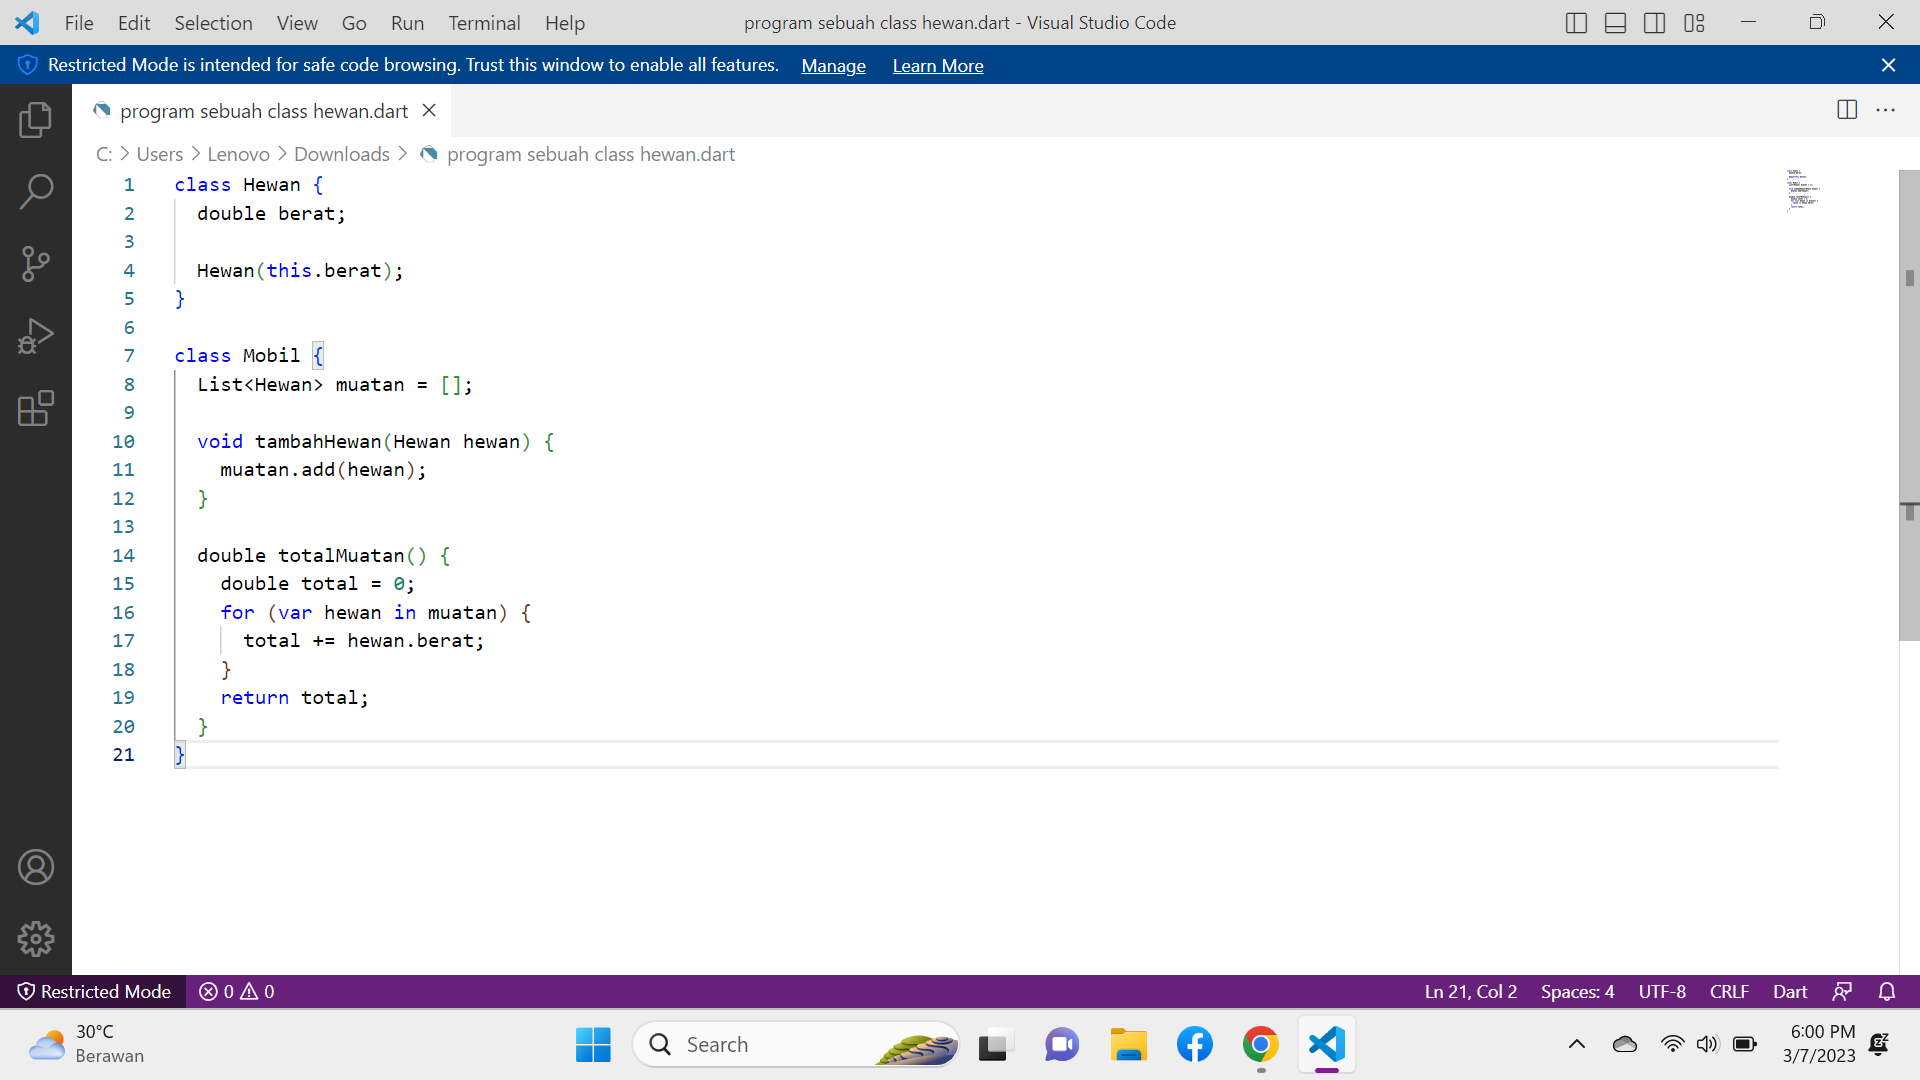 File Edit Selection View Go Run Terminal Help program sebuah class hewan.dart - Visual Studio Code
Restricted Mode is intended for safe code browsing. Trust this window to enable all features. Manage Learn More
program sebuah class hewan.dart
C: > Users > Lenovo > Downloads > program sebuah class hewan.dart
1 class Hewan {
2 double berat;
3
4 Hewan(this.berat);
5 }
6
7 class Mobil {
8 List<Hewan> muatan = [];
9
10 void tambahHewan(Hewan hewan) {
11 muatan.add(hewan);
12 }
13
14 double totalMuatan() {
15 double total = 0;
16 for (var hewan in muatan) {
17 total += hewan.berat;
18 }
19 return total;
20 }
21 }
Restricted Mode 0 0 Ln 21, Col 2 Spaces: 4 UTF-8 CRLF Dart
30°C
Berawan
Search
6:00 PM
3/7/2023